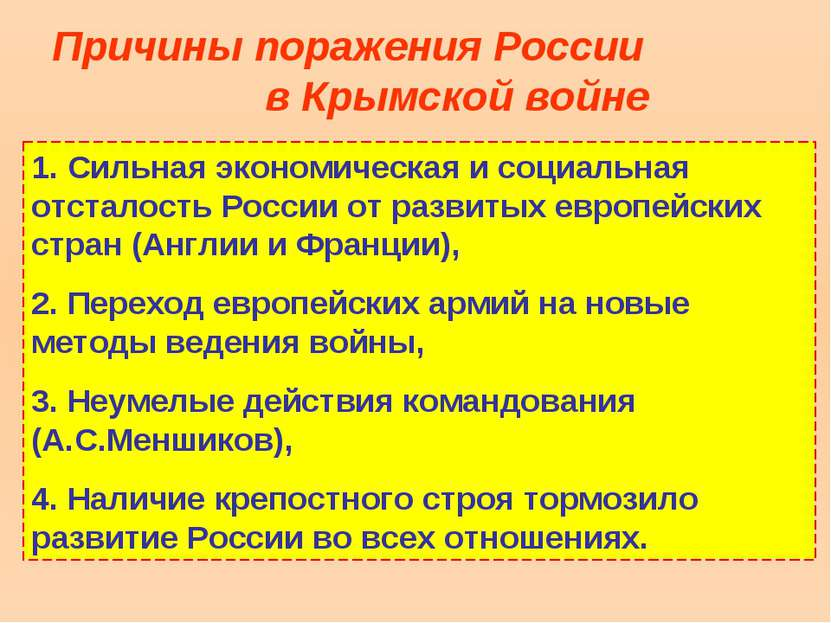 Причины поражения России
в Крымской войне
1. Сильная экономическая и социальная
отсталость России от развитых европейских
стран (Англии и Франции),
2. Переход европейских армий на новые
методы ведения войны,
3. Неумелые действия командования
(А.С.Меншиков),
4. Наличие крепостного строя тормозило
развитие России во всех отношениях.